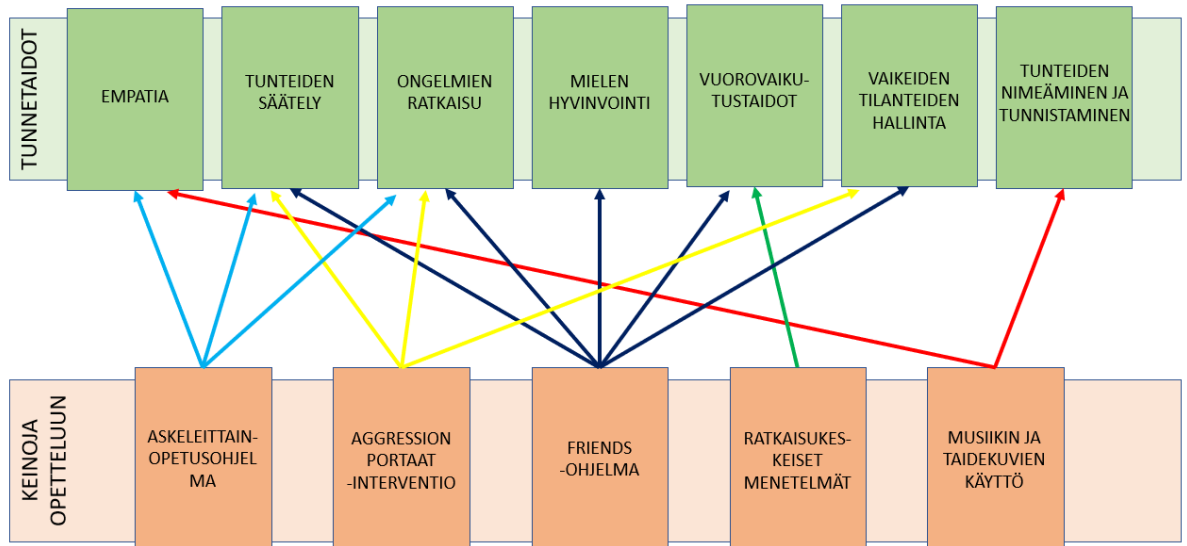 TUNNETAIDOT
EMPATIA
TUNTEIDEN
SÄÄTELY
ONGELMIEN
RATKAISU
MIELEN
HYVINVOINTI
VUOROVAIKU-
TUSTAIDOT
VAIKEIDEN
TILANTEIDEN
HALLINTA
TUNTEIDEN
NIMEÄMINEN JA
TUNNISTAMINEN
KEINOJA
OPETTELUUN
ASKELEITTAIN-
OPETUSOHJEL
MA
AGGRESSION
PORTAAT
-INTERVENTIO
FRIENDS
-OHJELMA
RATKAISUKES-
KEISET
MENETELMÄT
MUSIIKIN JA
TAIDEKUVIEN
KÄYTTÖ